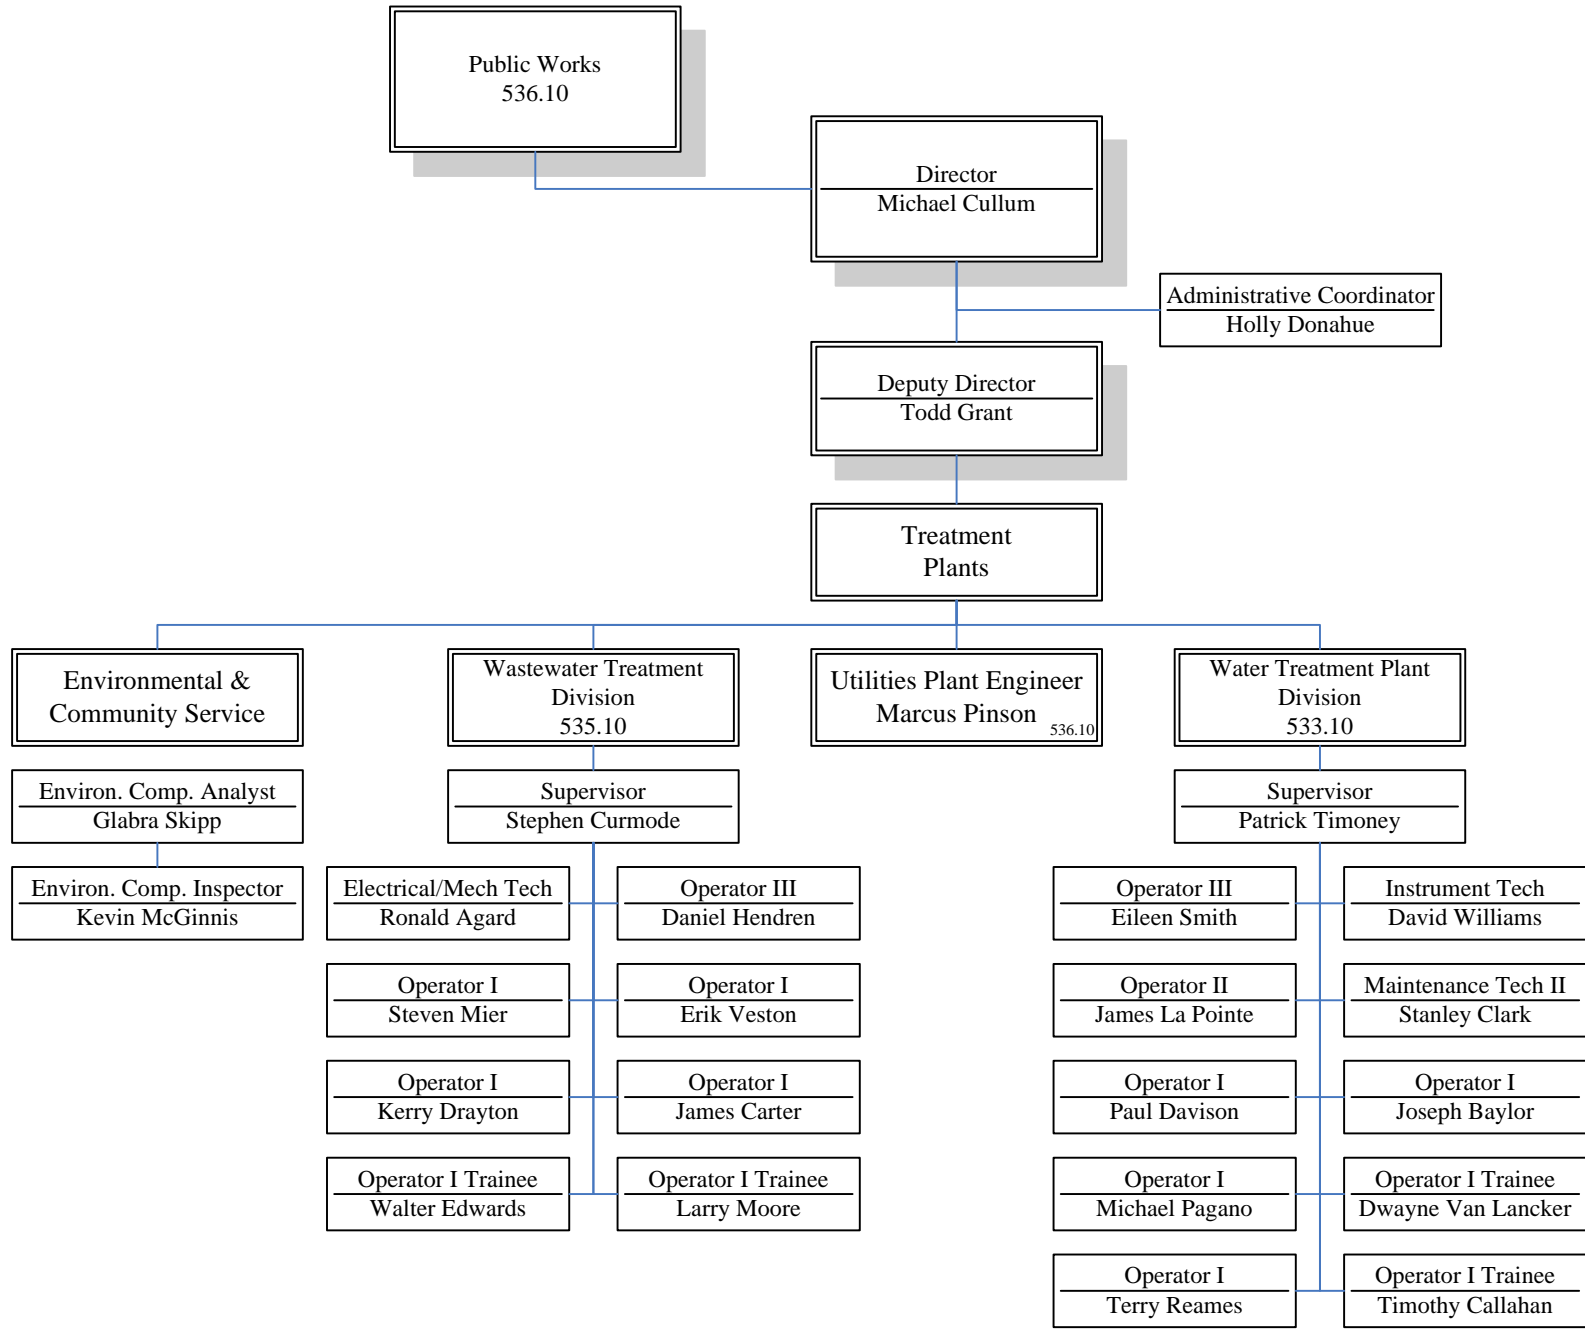 Public Works
536.10
Director
Michael Cullum
Administrative Coordinator
Holly Donahue
Deputy Director
Todd Grant
Treatment
Plants
Environmental &
Community Service
Wastewater Treatment
Division
535.10
Utilities Plant Engineer
Marcus Pinson
536.10
Water Treatment Plant
Division
533.10
Environ. Comp. Analyst
Glabra Skipp
Environ. Comp. Inspector
Kevin McGinnis
Supervisor
Stephen Curmode
Electrical/Mech Tech
Ronald Agard
Operator III
Daniel Hendren
Operator I
Steven Mier
Operator I
Erik Veston
Operator I
Kerry Drayton
Operator I
James Carter
Operator I Trainee
Walter Edwards
Operator I Trainee
Larry Moore
Supervisor
Patrick Timoney
Operator III
Eileen Smith
Instrument Tech
David Williams
Operator II
James La Pointe
Maintenance Tech II
Stanley Clark
Operator I
Paul Davison
Operator I
Joseph Baylor
Operator I
Michael Pagano
Operator I Trainee
Dwayne Van Lancker
Operator I
Terry Reames
Operator I Trainee
Timothy Callahan